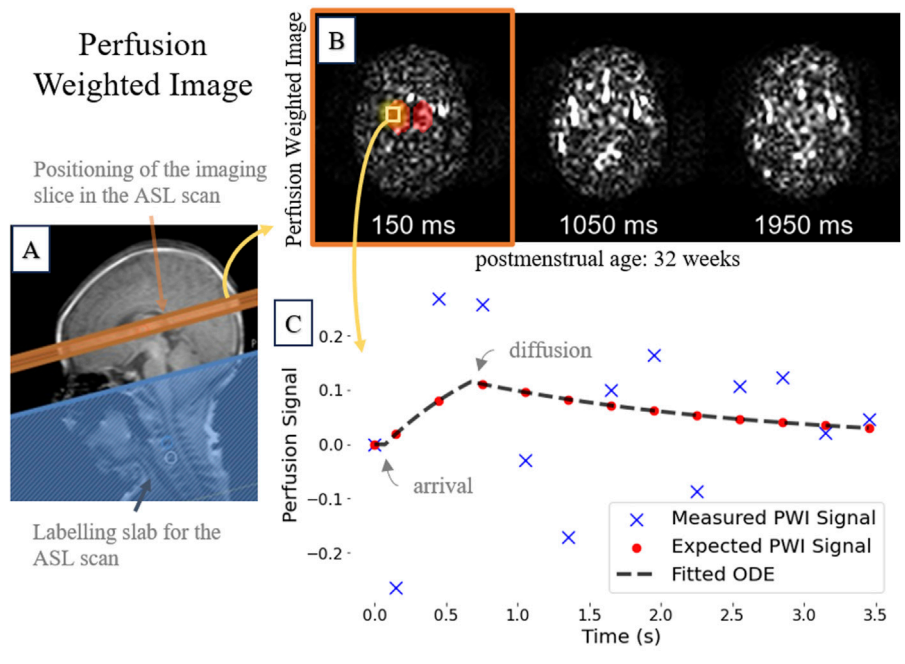 Perfusion
Weighted Image
Positioning of the imaging
slice in the ASL scan
A
Labelling slab for the
ASL scan
Perfusion Weighted Image
B
150 ms
1050 ms
1950 ms
postmenstrual age: 32 weeks
C
Perfusion Signal
0.2
0.1
0.0
−0.1
−0.2
diffusion
arrival
Measured PWI Signal
Expected PWI Signal
Fitted ODE
0.0 0.5 1.0 1.5 2.0 2.5 3.0 3.5
Time (s)
P